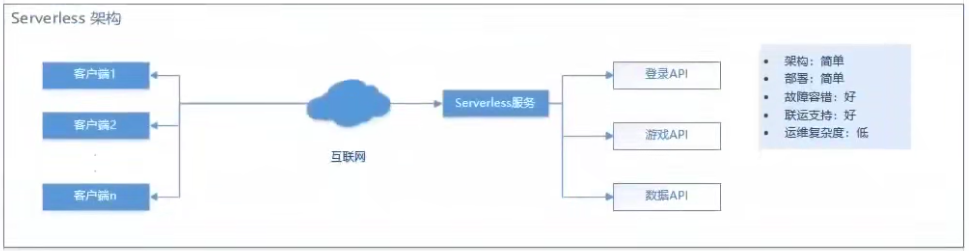 Serverless 架构
客户端1
客户端2
客户端n
互联网
Serverless服务
登录API
游戏API
数据API
• 架构：简单
• 部署：简单
• 故障容错：好
• 联运支持：好
• 运维复杂度：低